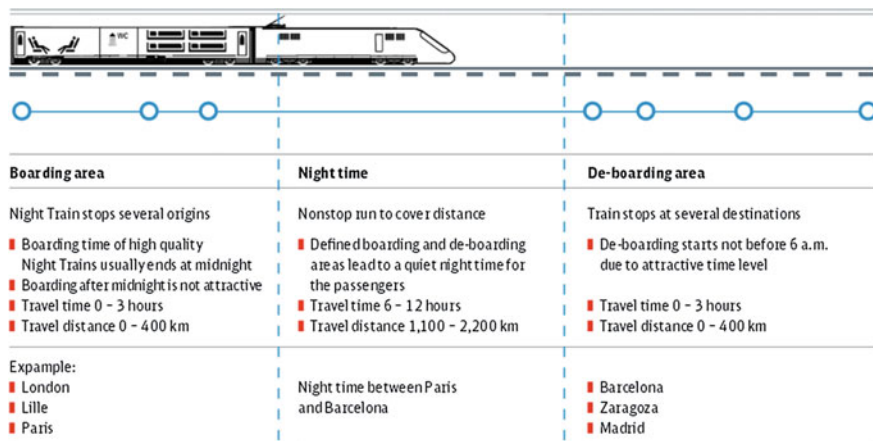 WC
Boarding area
Night Train stops several origins
Boarding time of high quality
Night Trains usually ends at midnight
Boarding after midnight is not attractive
Travel time 0 – 3 hours
Travel distance 0 – 400 km
Expample:
London
Lille
Paris
Night time
Nonstop run to cover distance
Defined boarding and de-boarding
areas lead to a quiet night time for
the passengers
Travel time 6 – 12 hours
Travel distance 1,100 – 2,200 km
Night time between Paris
and Barcelona
De-boarding area
Train stops at several destinations
De-boarding starts not before 6 a.m.
due to attractive time level
Travel time 0 – 3 hours
Travel distance 0 – 400 km
Barcelona
Zaragoza
Madrid